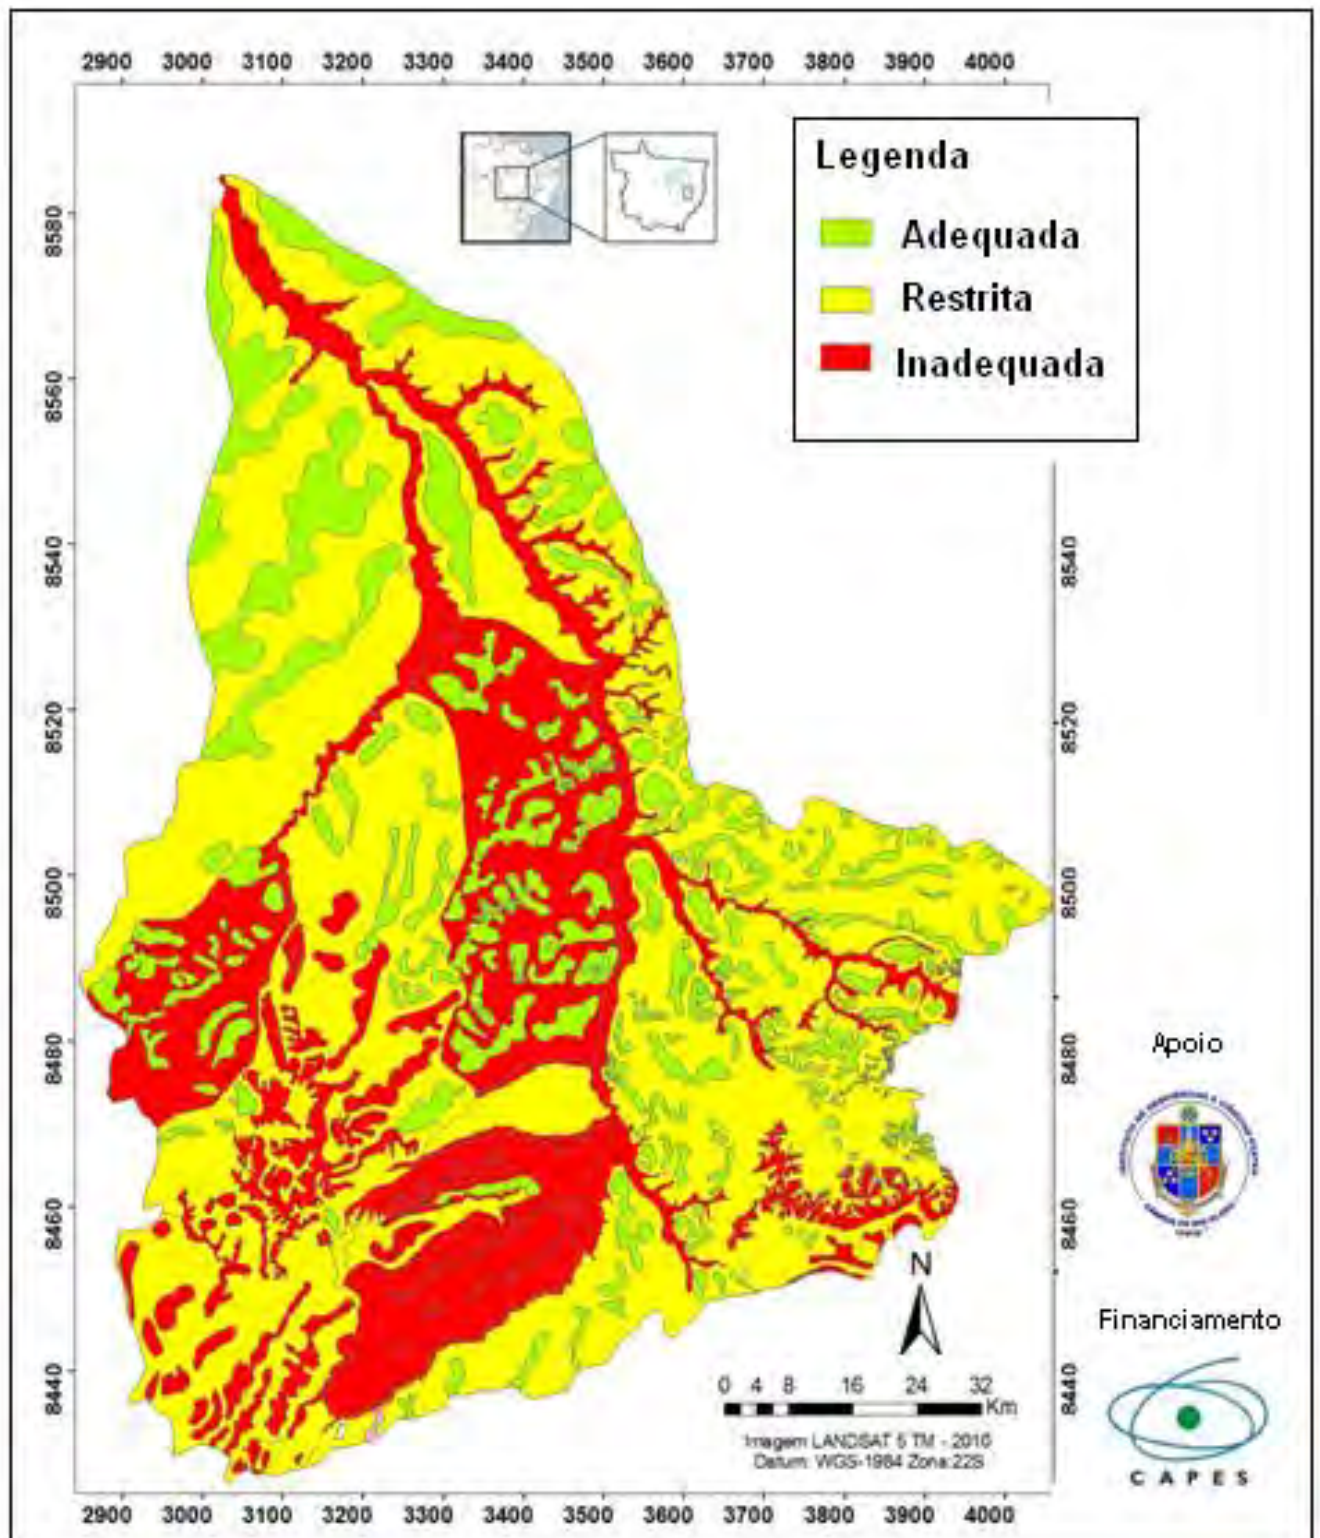 2900 3000 3100 3200 3300 3400 3500 3600 3700 3800 3900 4000
Legenda
Adequada
Restrita
Inadequada
8580
8560
8540
8520
8500
8480
8460
8440
8540
8520
8500
8480
8460
8440
Apoio
Financiamento
CAPES
N
0 4 8 16 24 32
Km
Imagem LANDSAT 5 TM - 2010
Datum: WGS-1984 Zona:22S
2900 3000 3100 3200 3300 3400 3500 3600 3700 3800 3900 4000